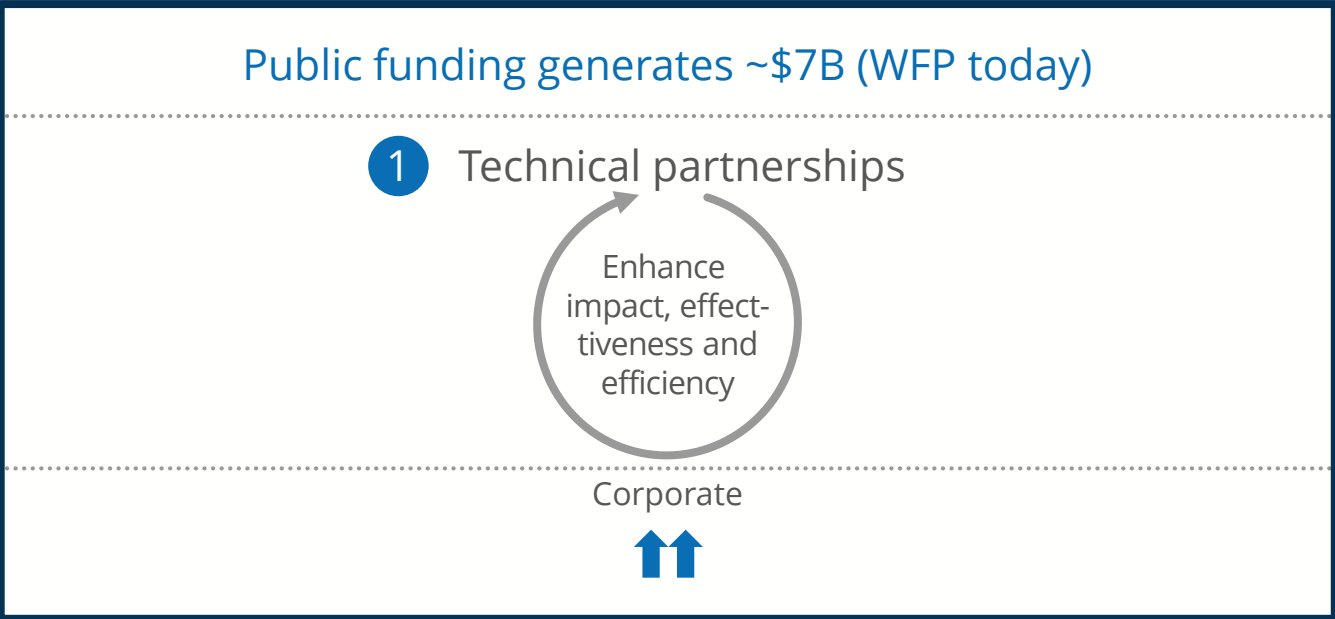 Public funding generates ~$7B (WFP today)
1 Technical partnerships
Enhance
impact, effect-
tiveness and
efficiency
Corporate